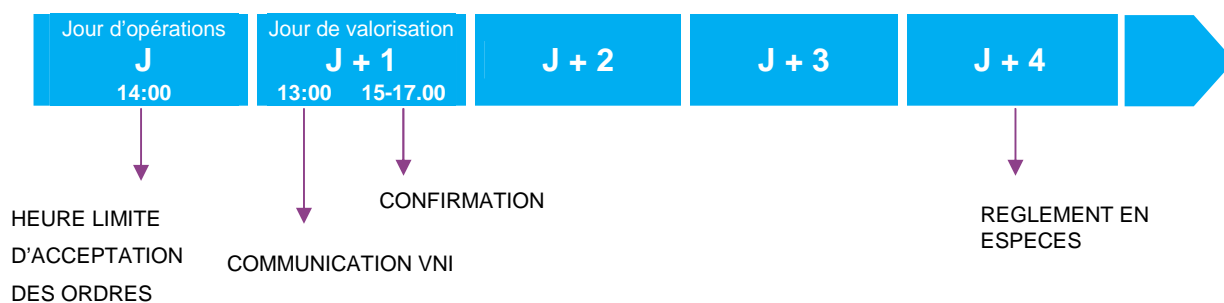 Jour d'opérations
J
14:00
Jour de valorisation
J + 1
13:00 15-17.00
J + 2
J + 3
J + 4
HEURE LIMITE
D'ACCEPTATION
DES ORDRES
COMMUNICATION VNI
CONFIRMATION
REGLEMENT EN
ESPECES